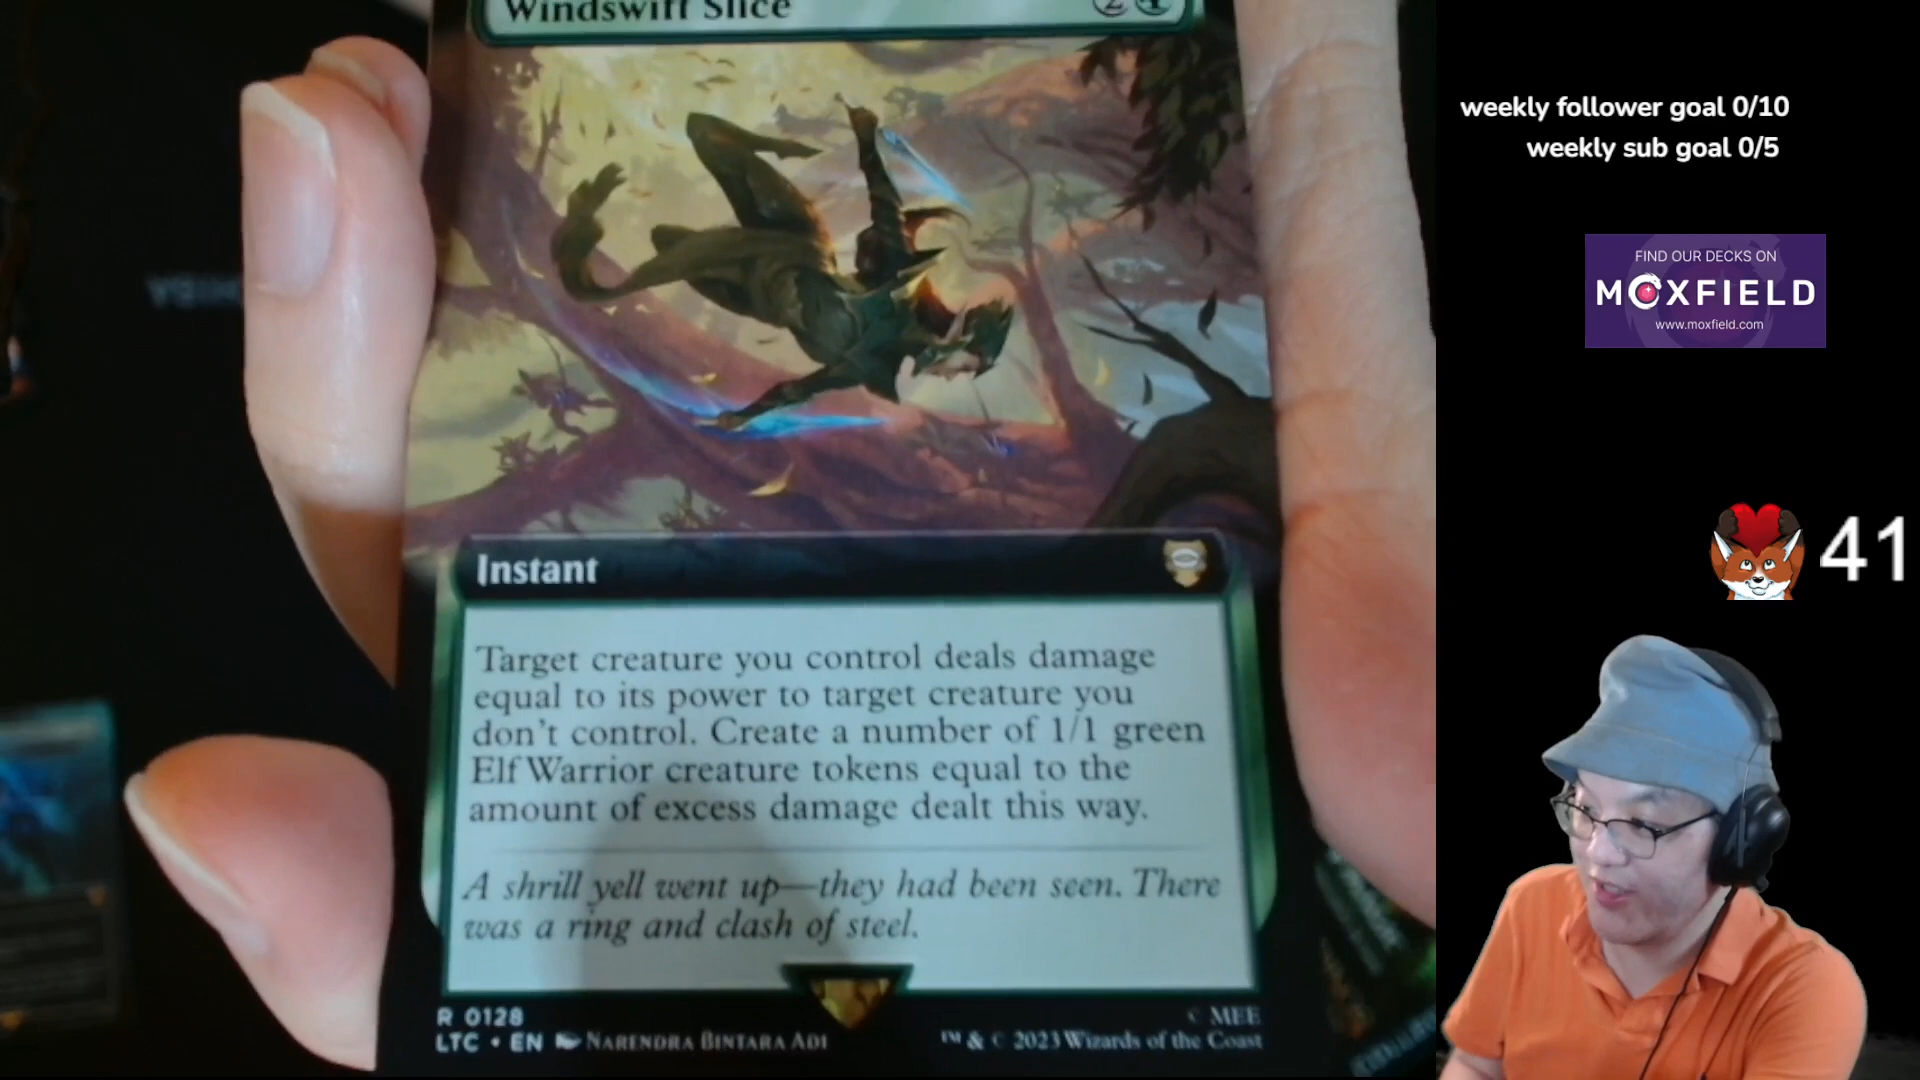 Windswift Slice
2
weekly follower goal 0/10
weekly sub goal 0/5
FIND OUR DECKS ON
MOXFIELD
www.moxfield.com
41
Instant
Target creature you control deals damage
equal to its power to target creature you
don't control. Create a number of 1/1 green
Elf Warrior creature tokens equal to the
amount of excess damage dealt this way.
A shrill yell went up—they had been seen. There
was a ring and clash of steel.
R 0128
LTC • EN NARENDRA BINTARA ADI
© MEE
™ & © 2023 Wizards of the Coast